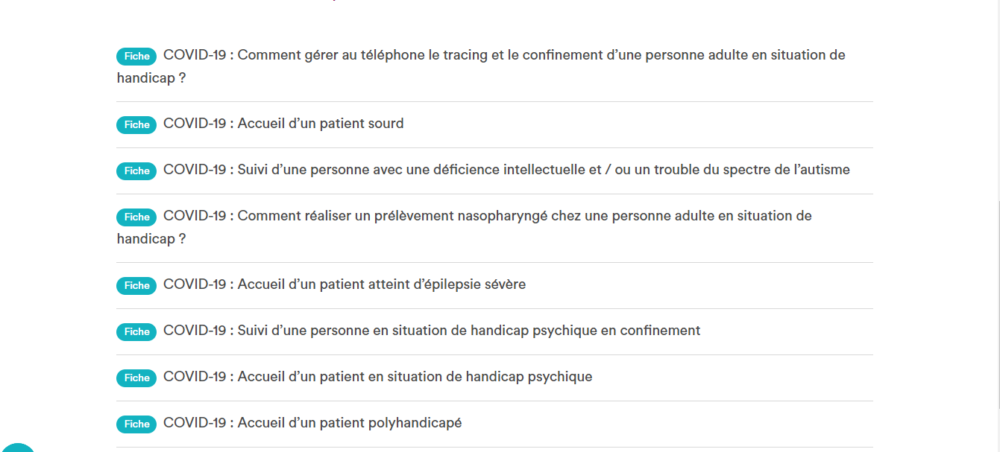 Fiche COVID-19 : Comment gérer au téléphone le tracing et le confinement d’une personne adulte en situation de
handicap ?
Fiche COVID-19 : Accueil d’un patient sourd
Fiche COVID-19 : Suivi d’une personne avec une déficience intellectuelle et / ou un trouble du spectre de l’autisme
Fiche COVID-19 : Comment réaliser un prélèvement nasopharyngé chez une personne adulte en situation de
handicap ?
Fiche COVID-19 : Accueil d’un patient atteint d’épilepsie sévère
Fiche COVID-19 : Suivi d’une personne en situation de handicap psychique en confinement
Fiche COVID-19 : Accueil d’un patient en situation de handicap psychique
Fiche COVID-19 : Accueil d’un patient polyhandicapé